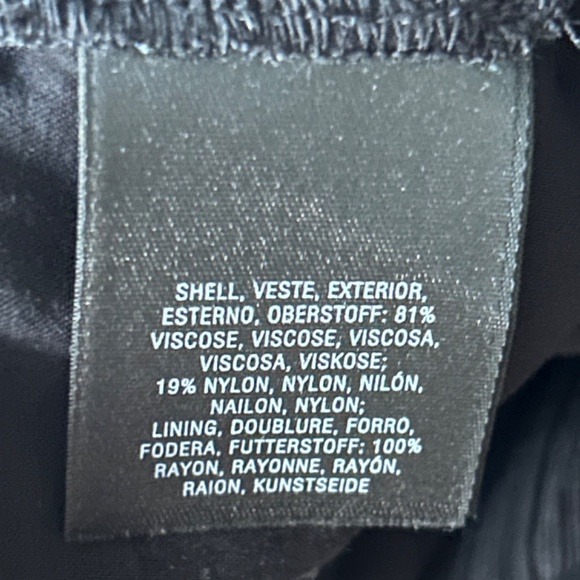 SHELL, VESTE, EXTERIOR,
ESTERNO, OBERSTOFF: 81%
VISCOSE, VISCOSE, VISCOSA,
VISCOSA, VISKOSE;
19% NYLON, NYLON, NILÓN,
NAILON, NYLON;
LINING, DOUBLURE, FORRO,
FODERA, FUTTERSTOFF: 100%
RAYON, RAYONNE, RAYÓN,
RAION, KUNSTSEIDE